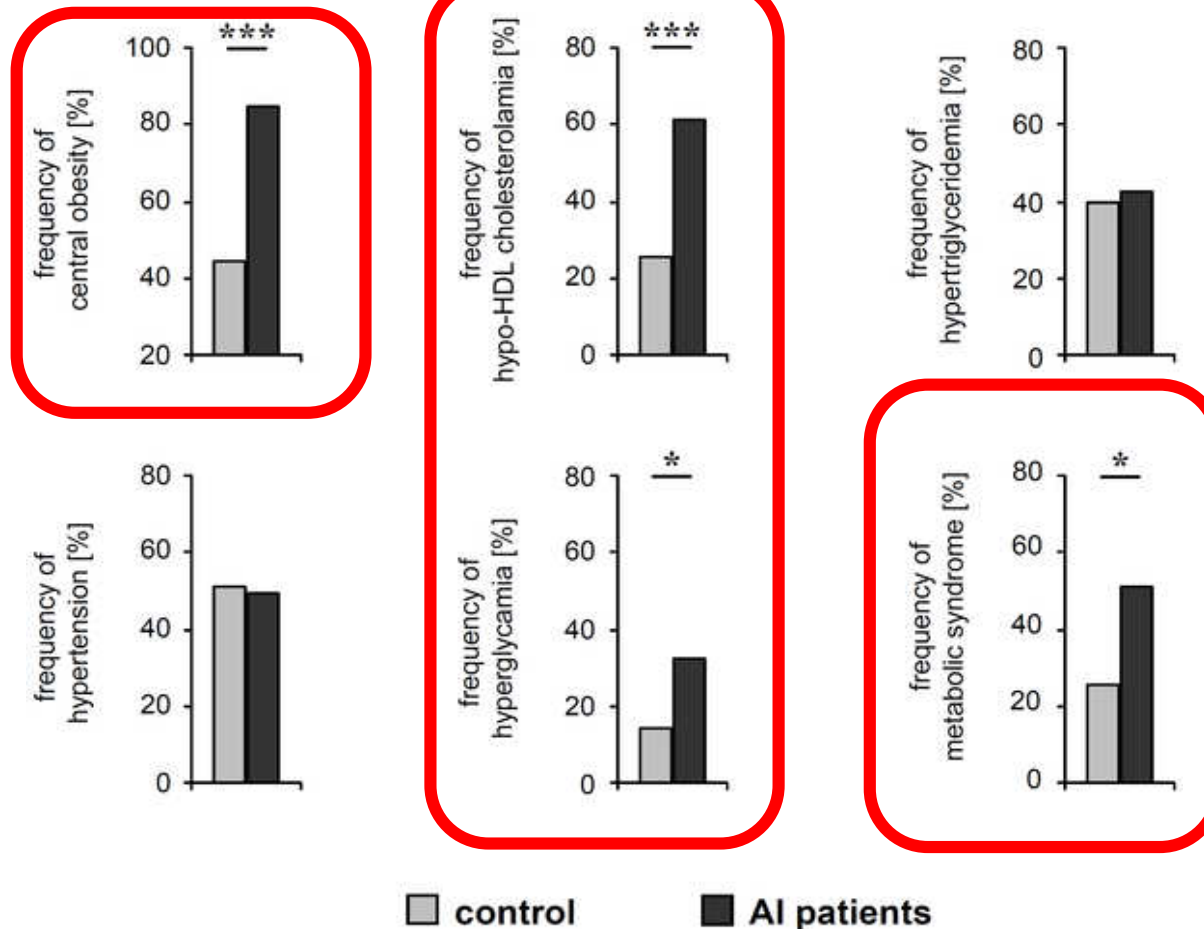 frequency of
central obesity [%]
100
80
60
40
20
***
frequency of
hypo-HDL cholesterolamia [%]
80
60
40
20
0
***
frequency of
hypertriglyceridemia [%]
80
60
40
20
0
frequency of
hypertension [%]
80
60
40
20
0
frequency of
hyperglycamia [%]
80
60
40
20
0
*
frequency of
metabolic syndrome [%]
80
60
40
20
0
*
control
AI patients